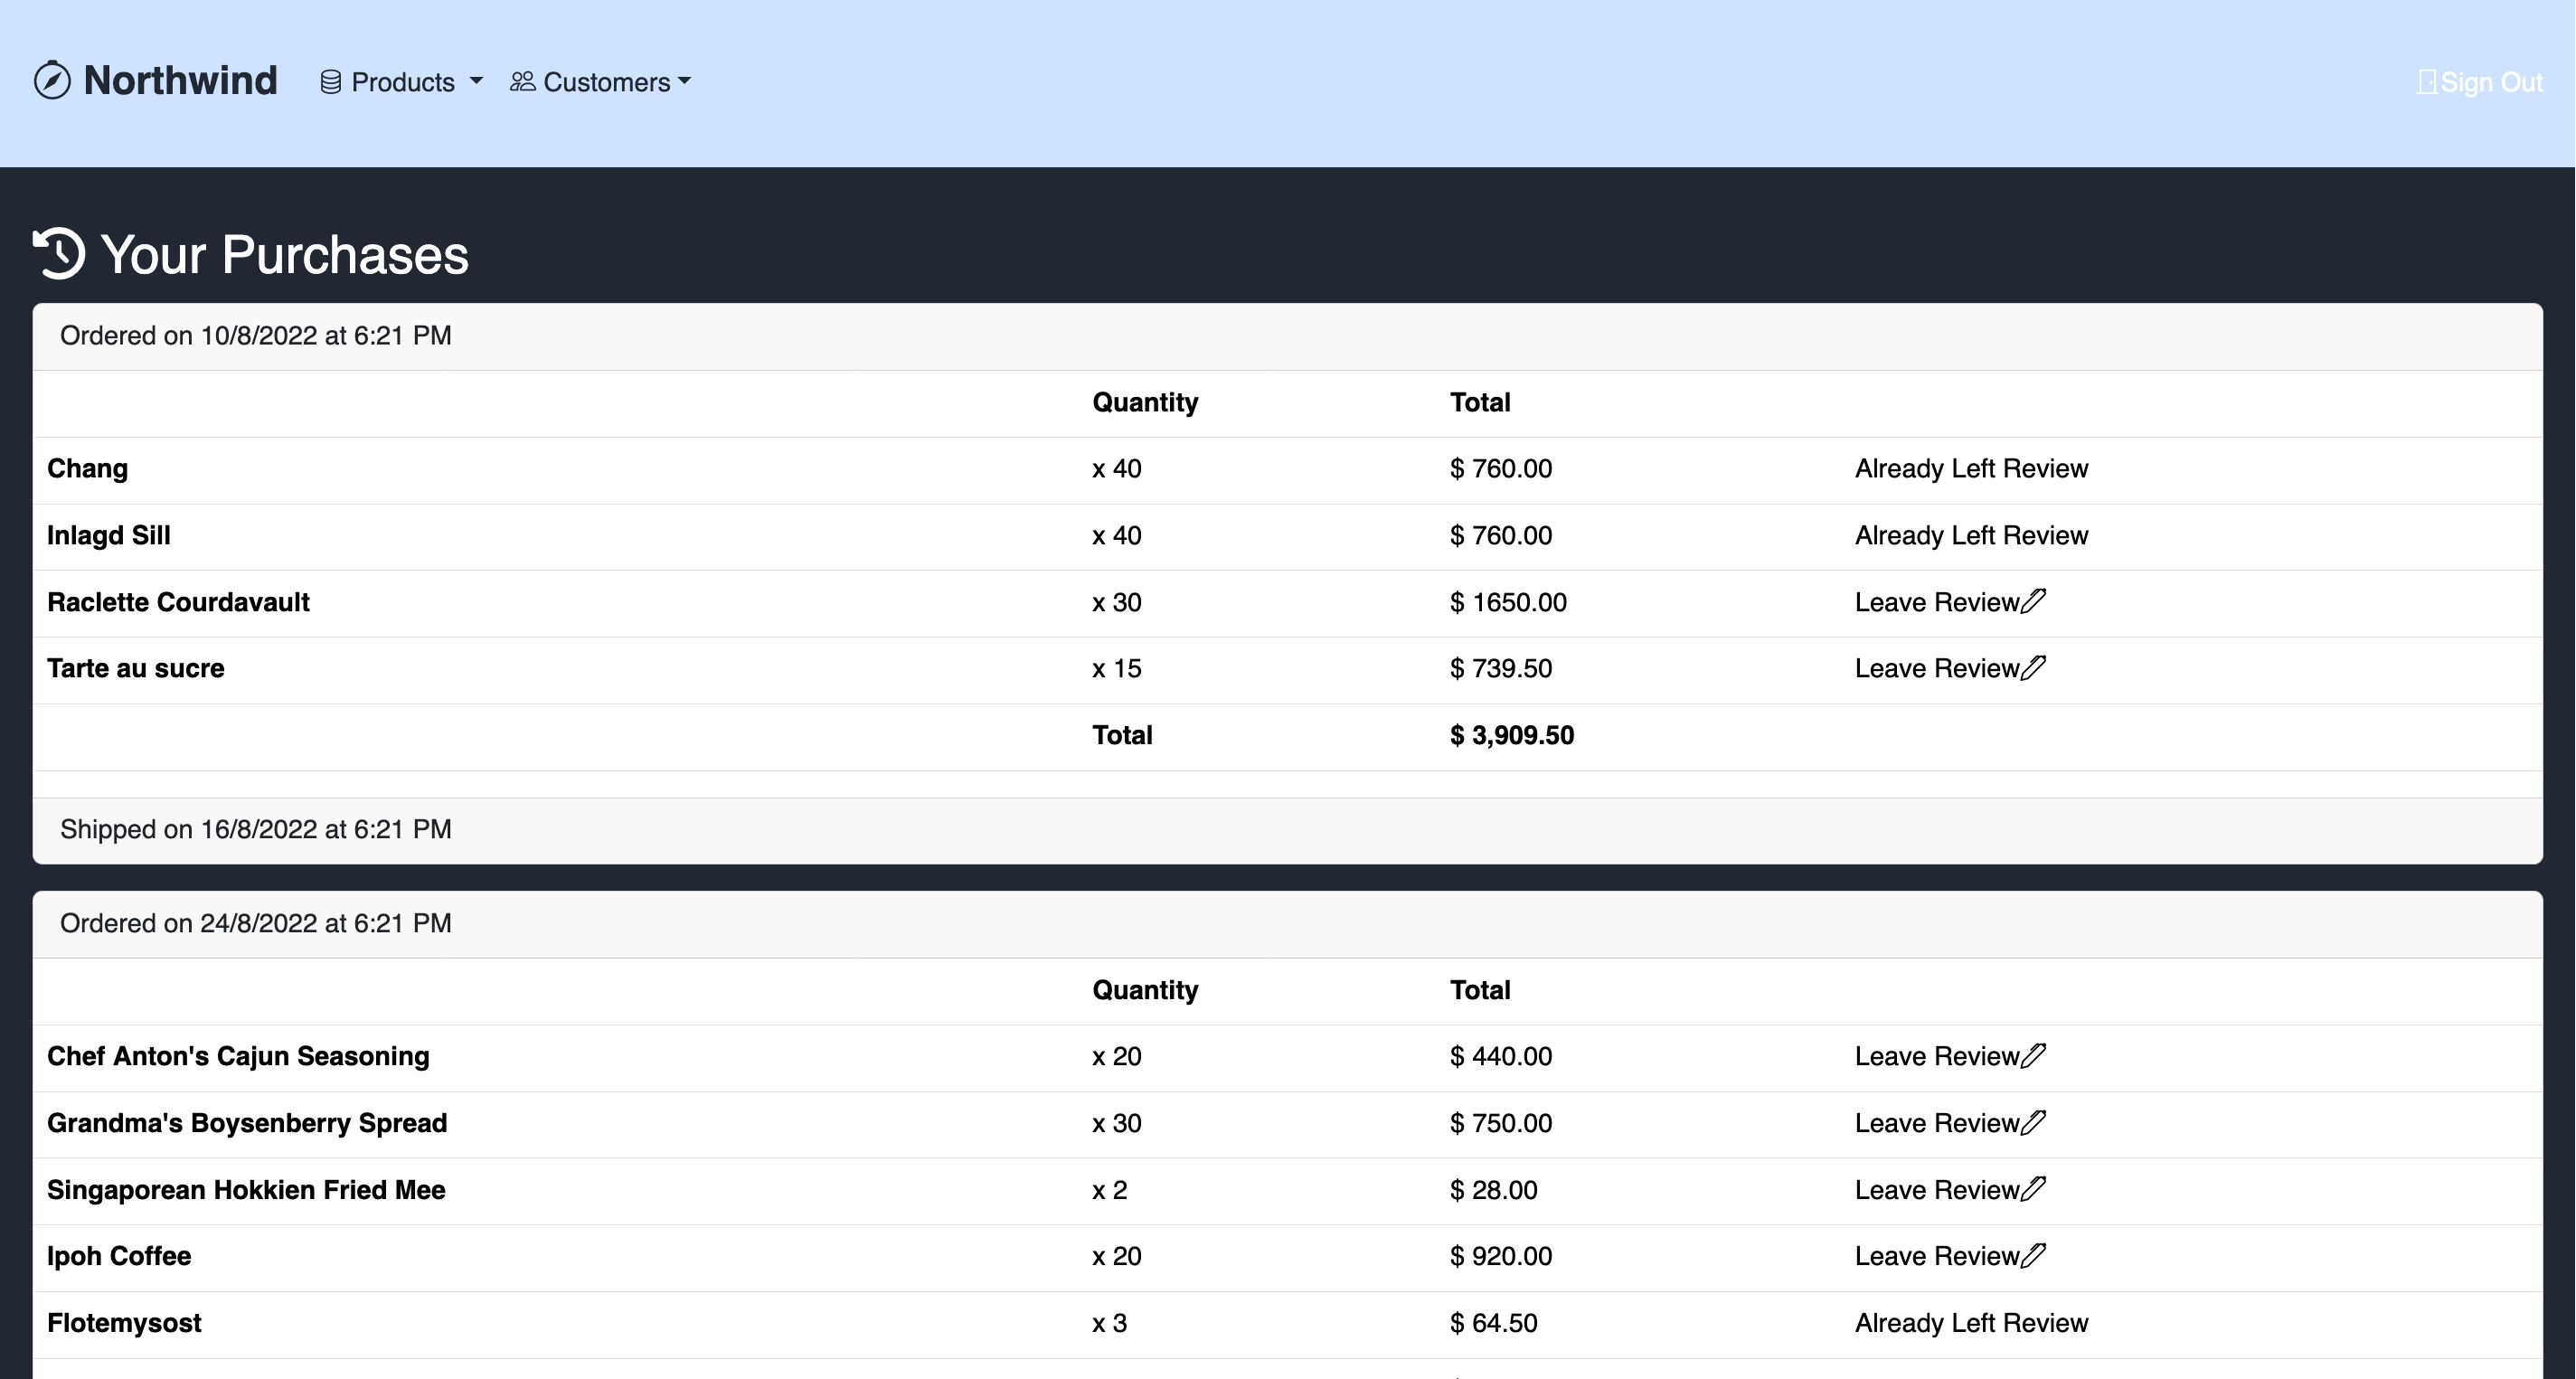 Northwind Products Customers Sign Out
Your Purchases
Ordered on 10/8/2022 at 6:21 PM
Quantity Total
Chang x 40 $ 760.00 Already Left Review
Inlagd Sill x 40 $ 760.00 Already Left Review
Raclette Courdavault x 30 $ 1650.00 Leave Review
Tarte au sucre x 15 $ 739.50 Leave Review
Total $ 3,909.50
Shipped on 16/8/2022 at 6:21 PM
Ordered on 24/8/2022 at 6:21 PM
Quantity Total
Chef Anton's Cajun Seasoning x 20 $ 440.00 Leave Review
Grandma's Boysenberry Spread x 30 $ 750.00 Leave Review
Singaporean Hokkien Fried Mee x 2 $ 28.00 Leave Review
Ipoh Coffee x 20 $ 920.00 Leave Review
Flotemysost x 3 $ 64.50 Already Left Review